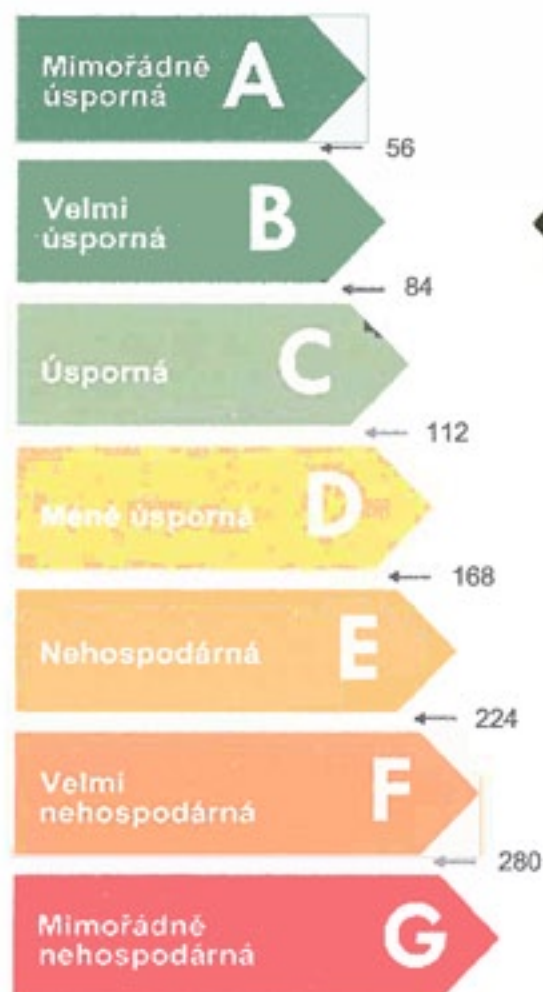 Mimořádně
úsporná
A
56
Velmi
úsporná
B
84
Úsporná
C
112
Méně úsporná
D
168
Nehospodárná
E
224
Velmi
nehospodárná
F
280
Mimořádně
nehospodárná
G